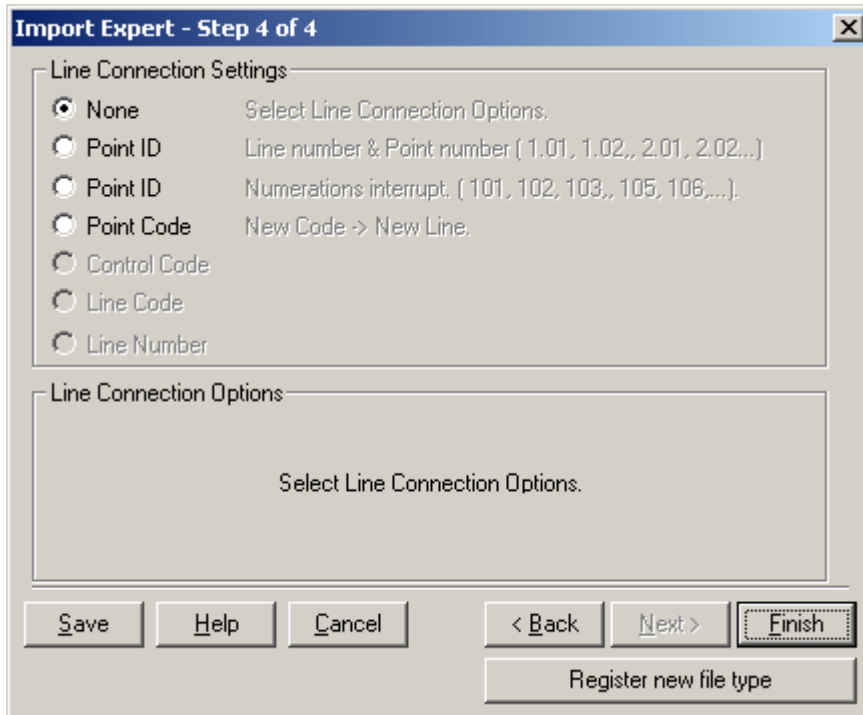 Import Expert - Step 4 of 4
Line Connection Settings
None Select Line Connection Options.
Point ID Line number & Point number ( 1.01, 1.02,, 2.01, 2.02...)
Point ID Numerations interrupt. ( 101, 102, 103,, 105, 106,...).
Point Code New Code -> New Line.
Control Code
Line Code
Line Number
Line Connection Options
Select Line Connection Options.
Save Help Cancel < Back Next > Finish
Register new file type